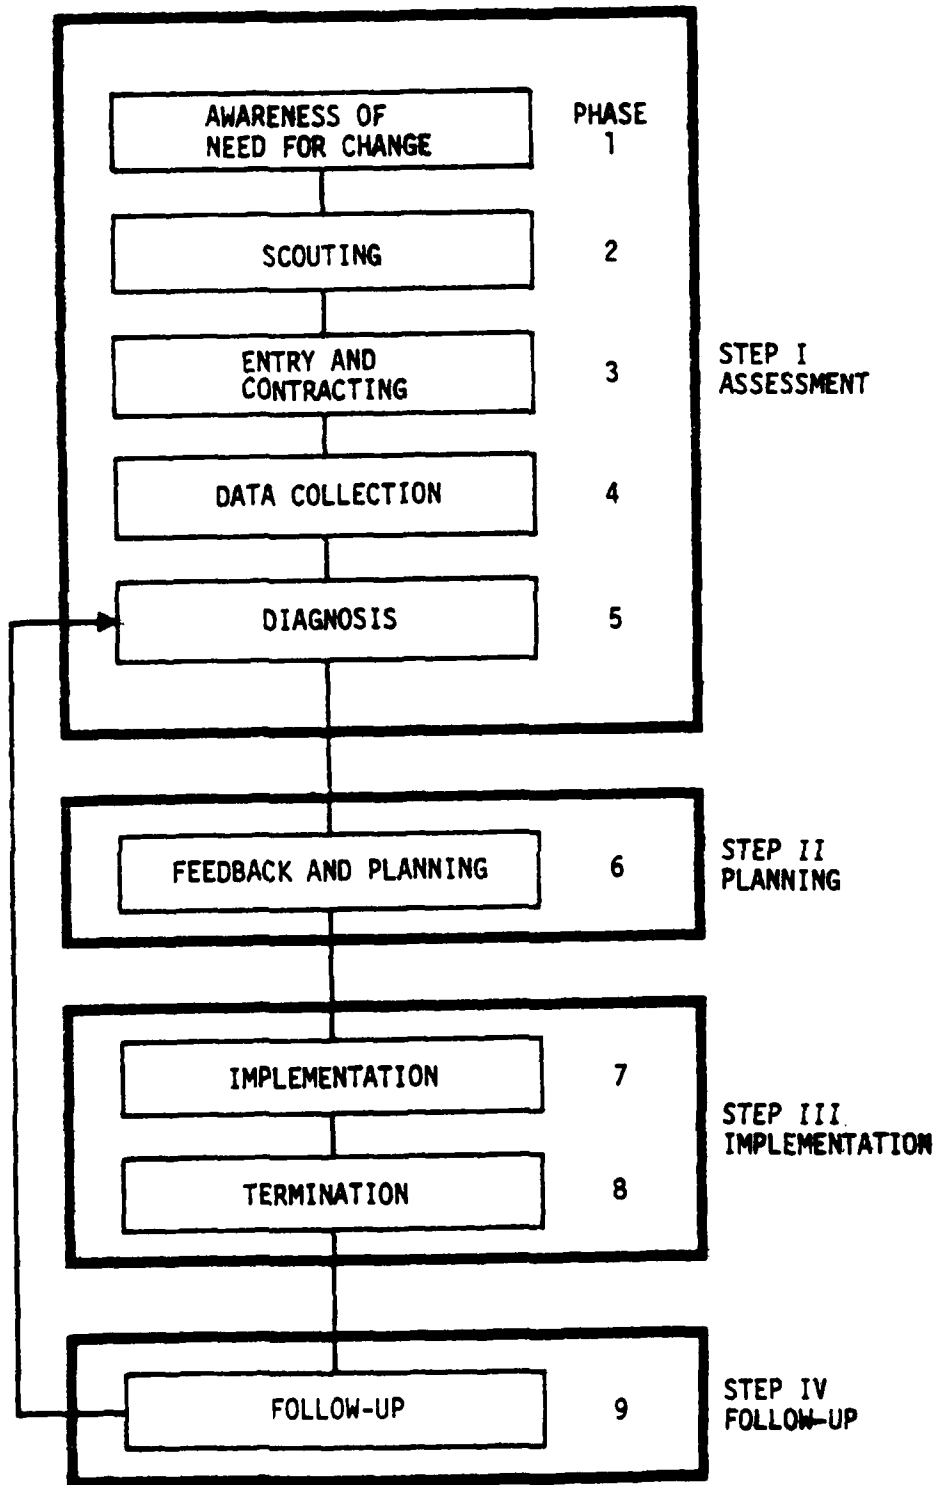 AWARENESS OF
NEED FOR CHANGE
PHASE
1
SCOUTING
2
ENTRY AND
CONTRACTING
3
STEP I
ASSESSMENT
DATA COLLECTION
4
DIAGNOSIS
5
FEEDBACK AND PLANNING
6
STEP II
PLANNING
IMPLEMENTATION
7
STEP III
IMPLEMENTATION
TERMINATION
8
FOLLOW-UP
9
STEP IV
FOLLOW-UP